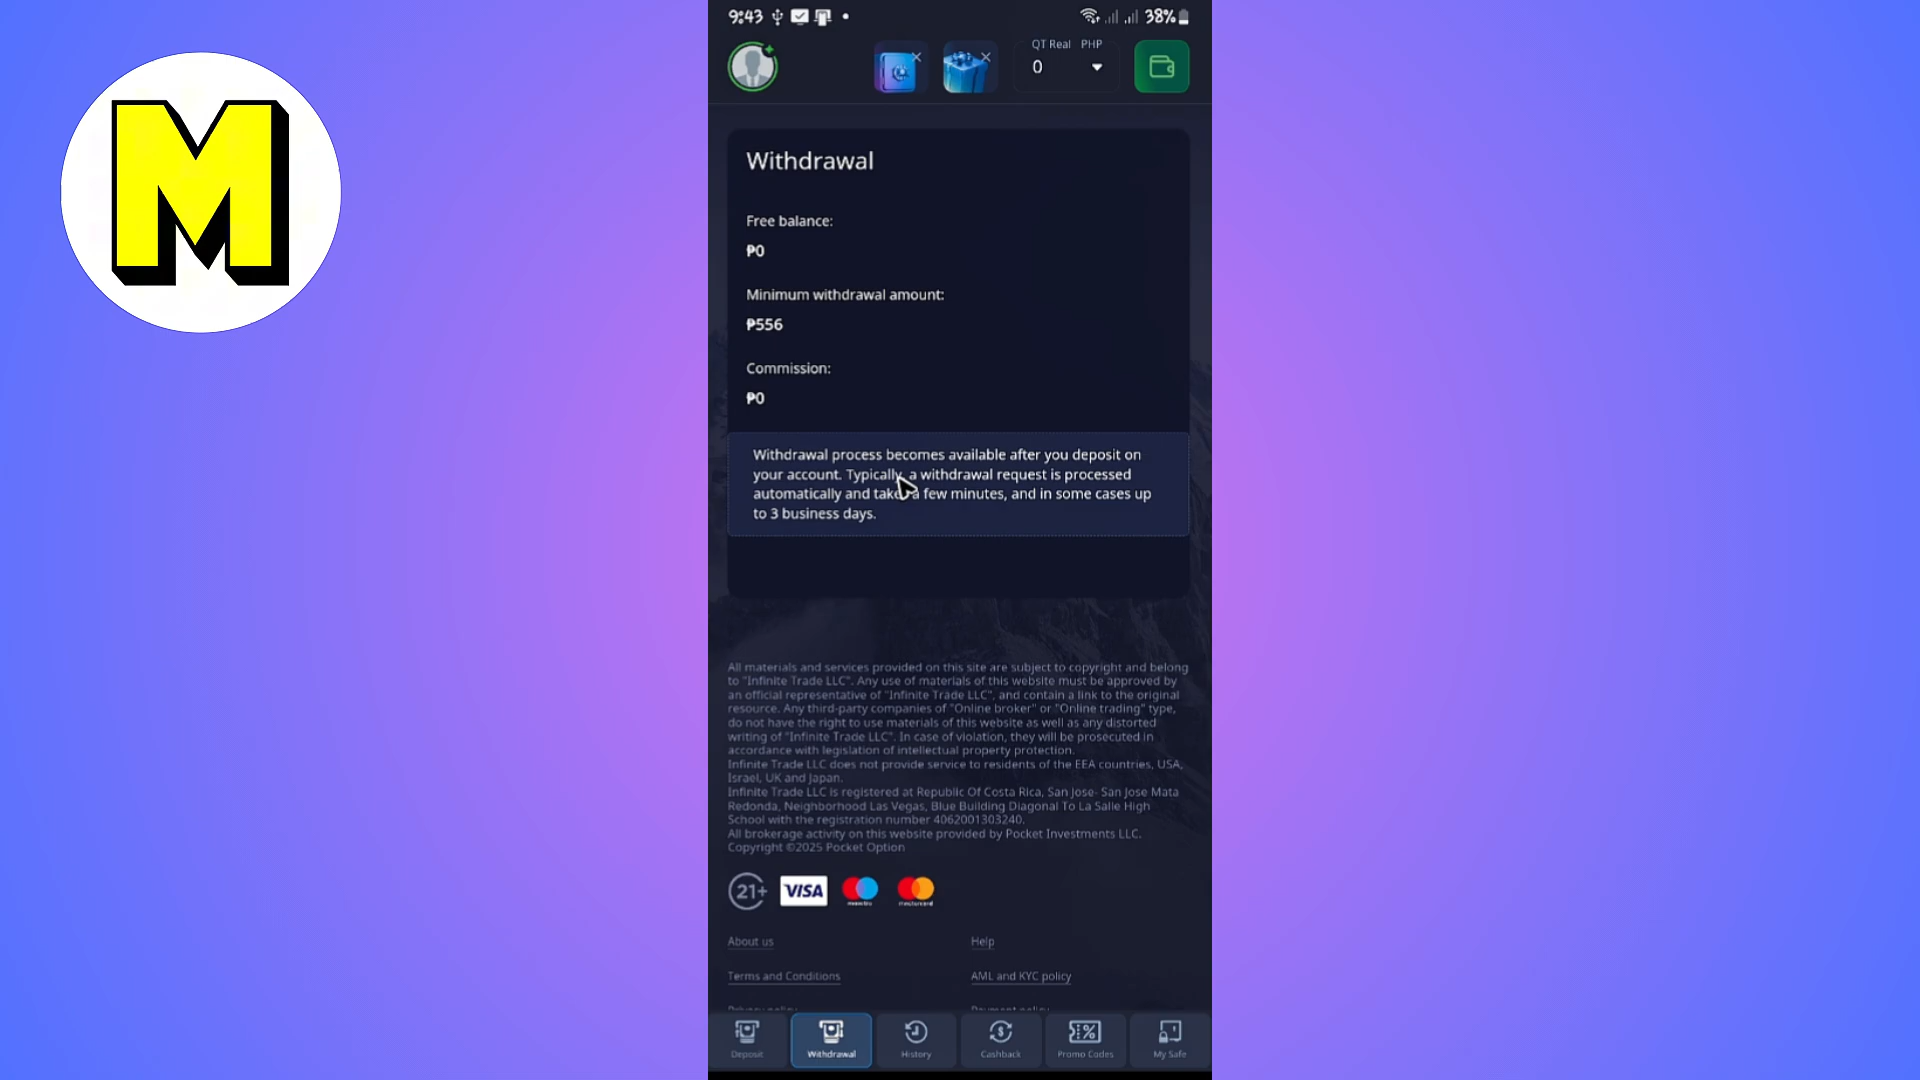 9:43
38%
QT Real PHP
0
M
Withdrawal
Free balance:
₱0
Minimum withdrawal amount:
₱556
Commission:
₱0
Withdrawal process becomes available after you deposit on
your account. Typically, a withdrawal request is processed
automatically and takes a few minutes, and in some cases up
to 3 business days.
All materials and services provided on this site are subject to copyright and belong
to "Infinite Trade LLC". Any use of materials of this website must be approved by
an official representative of "Infinite Trade LLC", and contain a link to the original
resource. Any third-party companies of "Online broker" or "Online trading" type,
do not have the right to use materials of this website as well as any distorted
writing of "Infinite Trade LLC". In case of violation, they will be prosecuted in
accordance with legislation of intellectual property protection.
Infinite Trade LLC does not provide service to residents of the EEA countries, USA,
Israel, UK and Japan.
Infinite Trade LLC is registered at Republic Of Costa Rica, San Jose- San Jose Mata
Redonda, Neighborhood Las Vegas, Blue Building Diagonal To La Salle High
School with the registration number 4062001303240.
All brokerage activity on this website provided by Pocket Investments LLC.
Copyright ©2025 Pocket Option
21+ VISA maestro mastercard
About us Help
Terms and Conditions AML and KYC policy
Privacy policy Payment policy
Deposit Withdrawal History Cashback Promo Codes My Safe